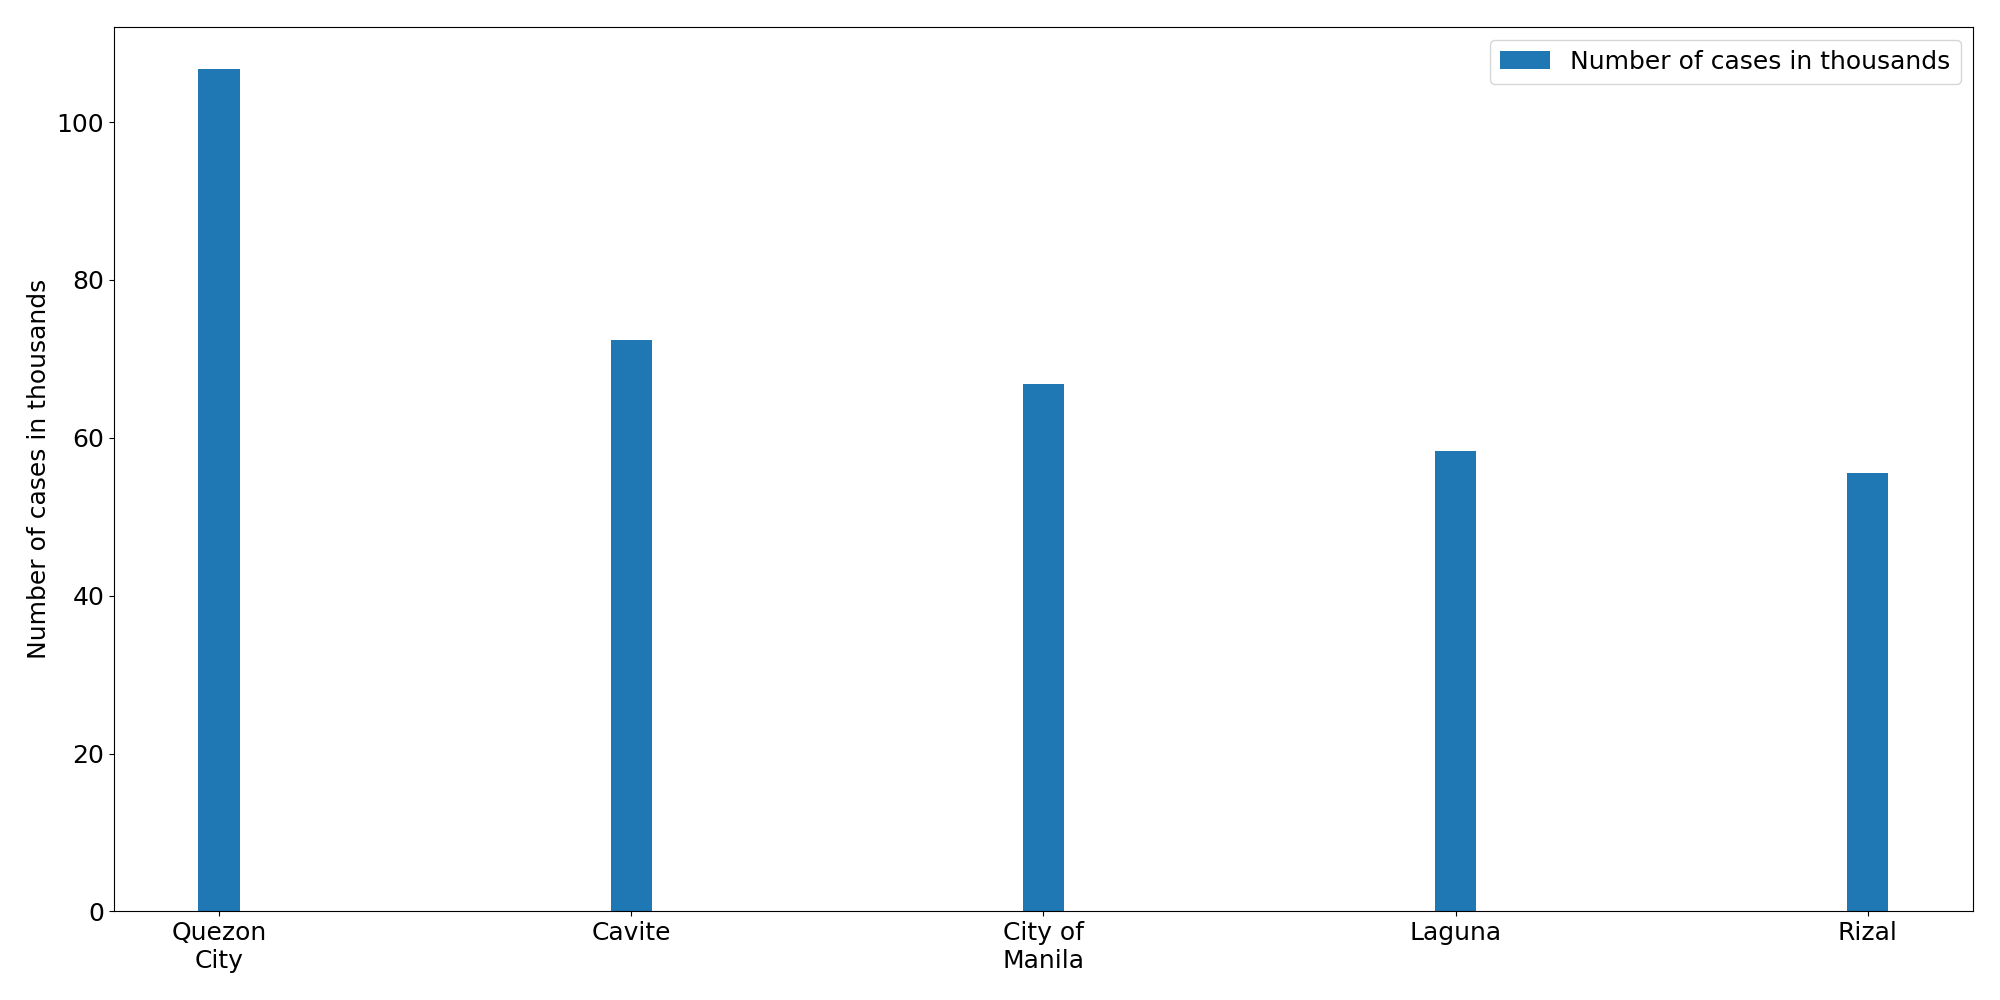 Number of cases in thousands
Number of cases in thousands
100
80
60
40
20
0
Quezon
City
Cavite
City of
Manila
Laguna
Rizal